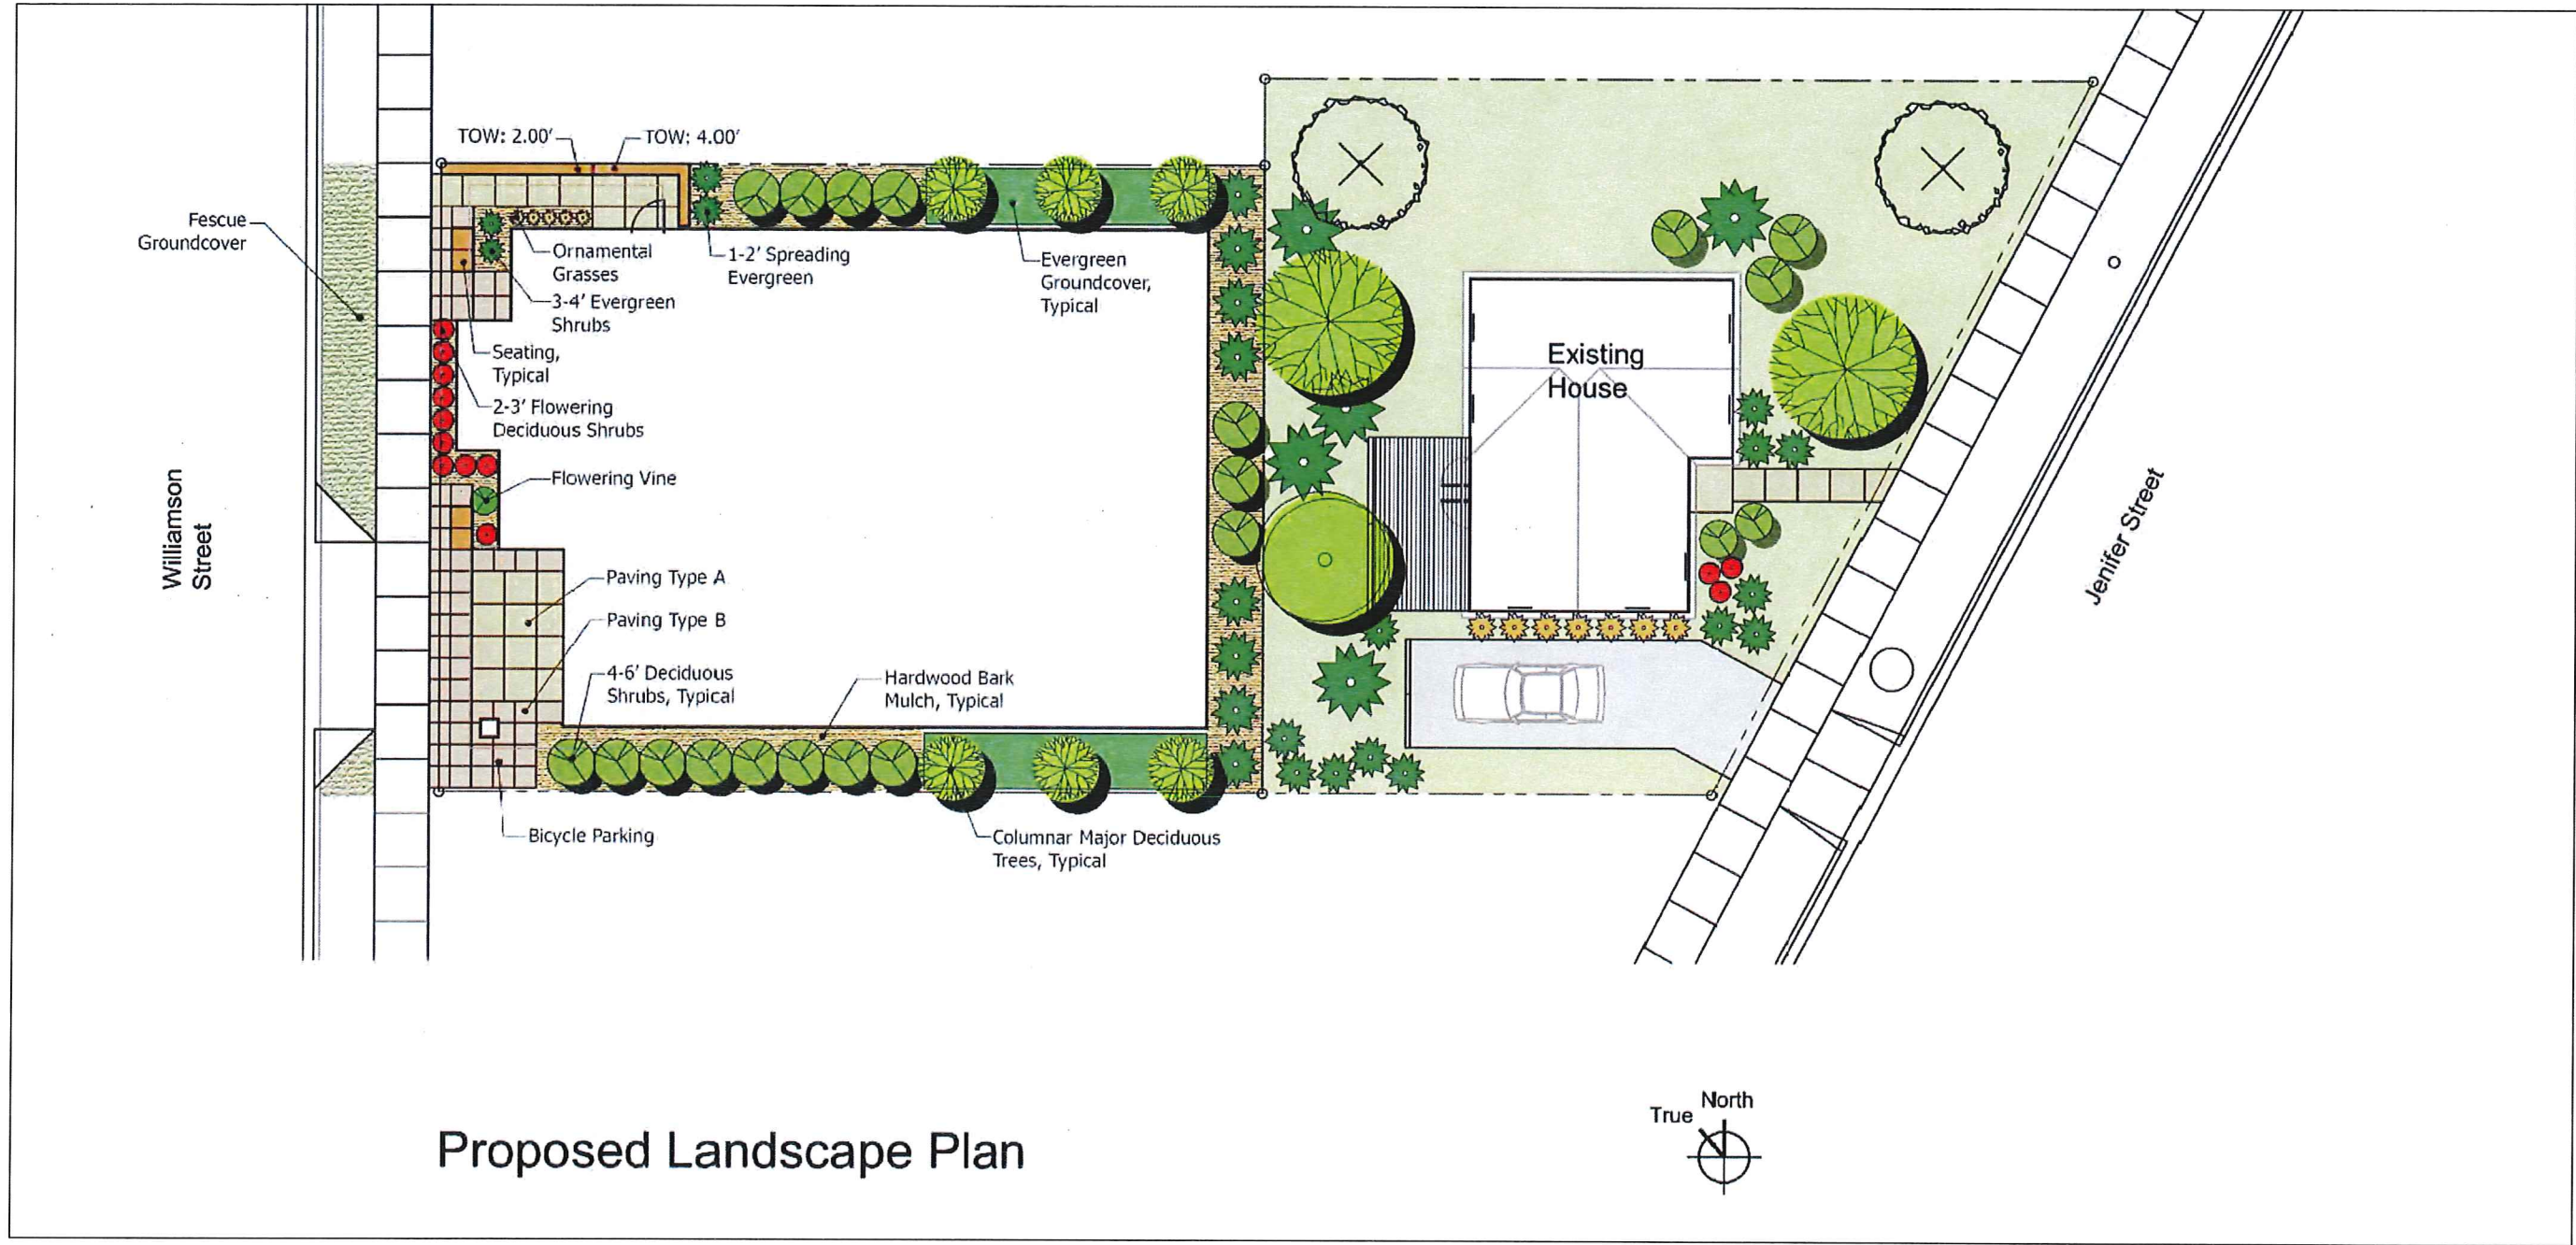 TOW: 2.00'
TOW: 4.00'
Fescue
Groundcover
Ornamental
Grasses
1-2' Spreading
Evergreen
Evergreen
Groundcover,
Typical
3-4' Evergreen
Shrubs
Seating,
Typical
2-3' Flowering
Deciduous Shrubs
Existing
House
Flowering Vine
Williamson
Street
Jenifer Street
Paving Type A
Paving Type B
4-6' Deciduous
Shrubs, Typical
Hardwood Bark
Mulch, Typical
Bicycle Parking
Columnar Major Deciduous
Trees, Typical
True
North
Proposed Landscape Plan